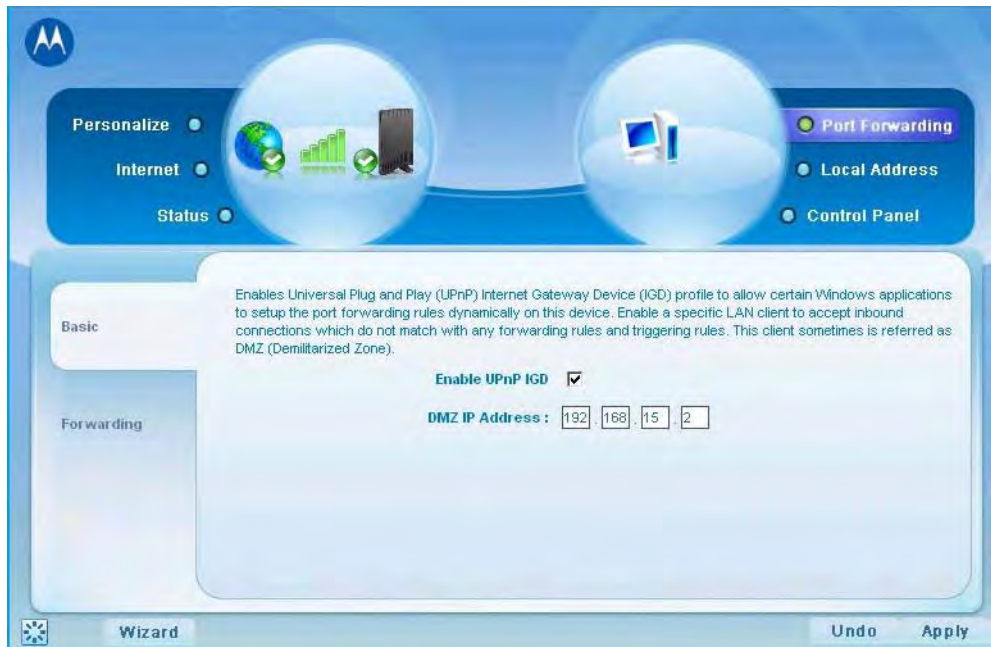 Personalize
Internet
Status
Port Forwarding
Local Address
Control Panel
Basic
Forwarding
Enables Universal Plug and Play (UPnP) Internet Gateway Device (IGD) profile to allow certain Windows applications
to setup the port forwarding rules dynamically on this device. Enable a specific LAN client to accept inbound
connections which do not match with any forwarding rules and triggering rules. This client sometimes is referred as
DMZ (Demilitarized Zone).
Enable UPnP IGD
DMZ IP Address : 192 . 168 . 15 . 2
Wizard
Undo
Apply